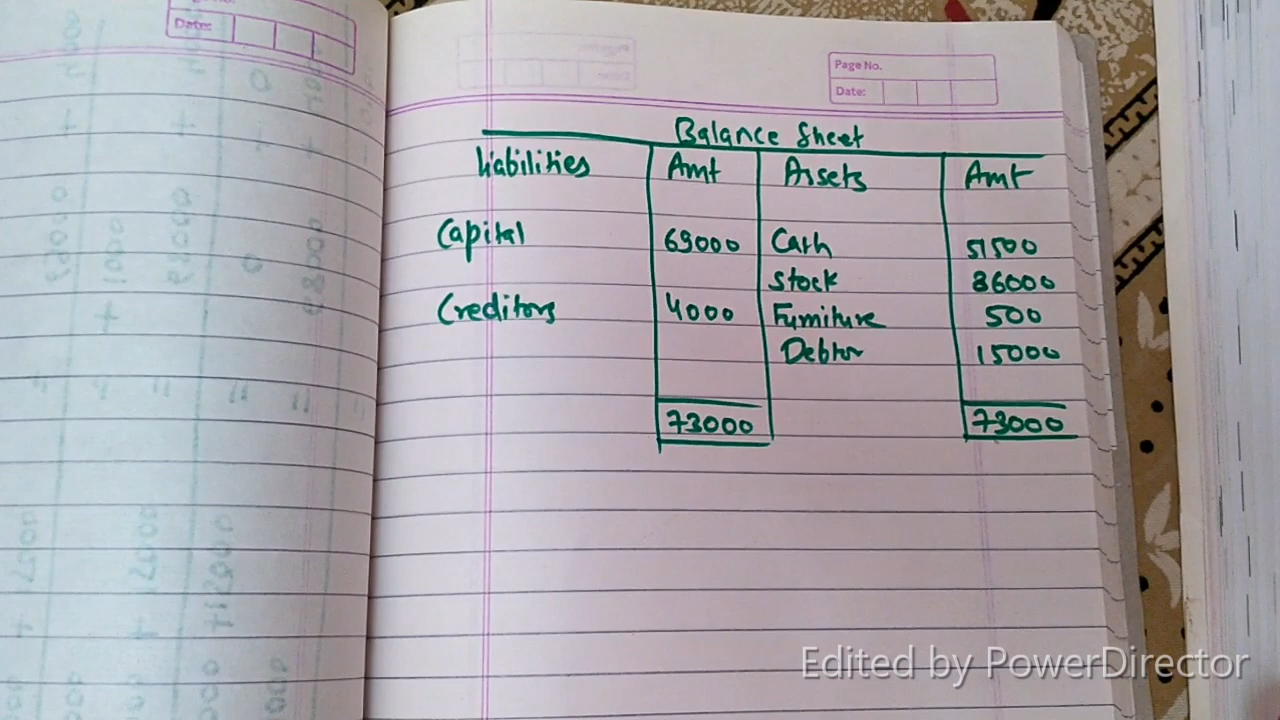 Date:
Page No.
Date:
Balance Sheet
Liabilities Amt Assets Amt
Capital 69000 Cash 51500
Stock
Creditors 4000 Furniture 500
Debtor 15000
73000 73000
Edited by PowerDirector